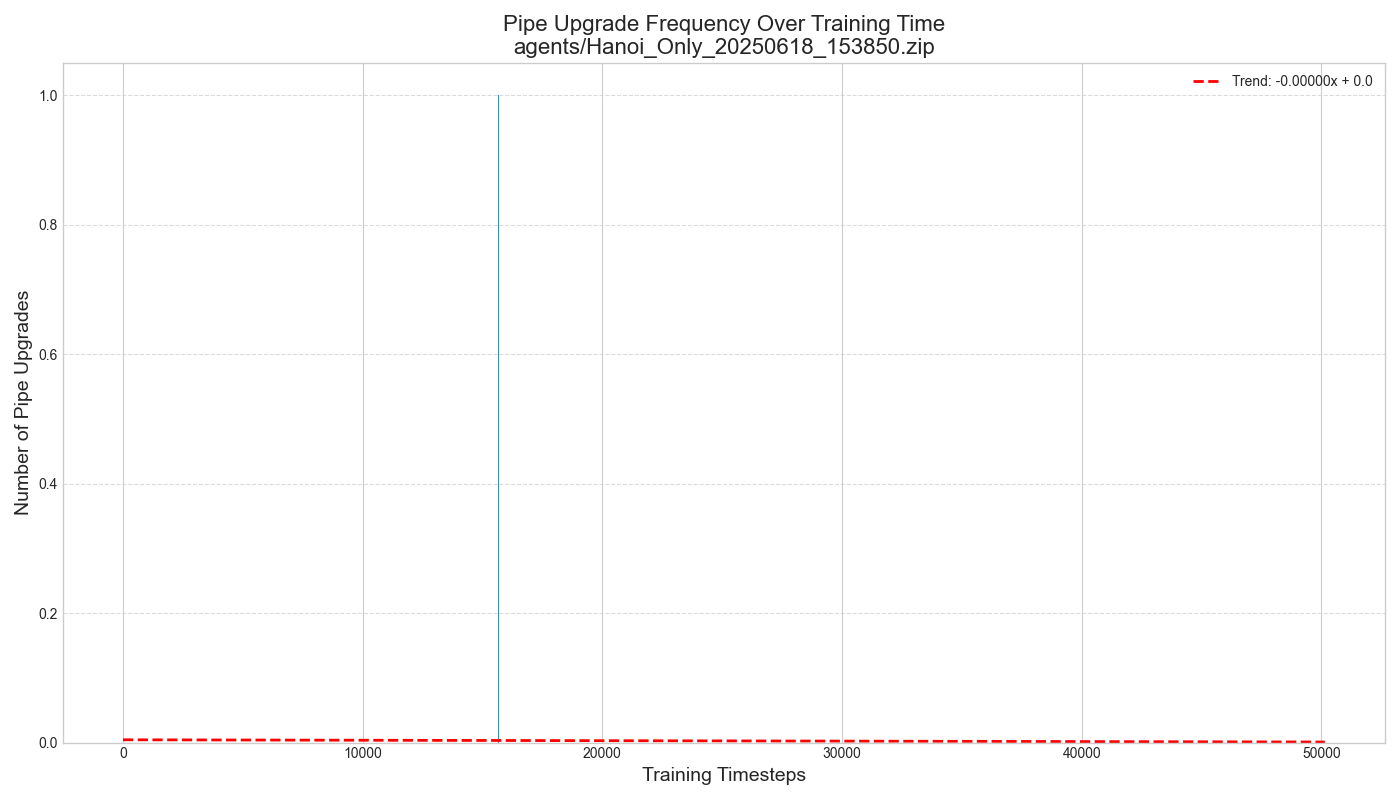 Pipe Upgrade Frequency Over Training Time
agents/Hanoi_Only_20250618_153850.zip
Trend: -0.00000x + 0.0
Number of Pipe Upgrades
1.0
0.8
0.6
0.4
0.2
0.0
0 10000 20000 30000 40000 50000
Training Timesteps